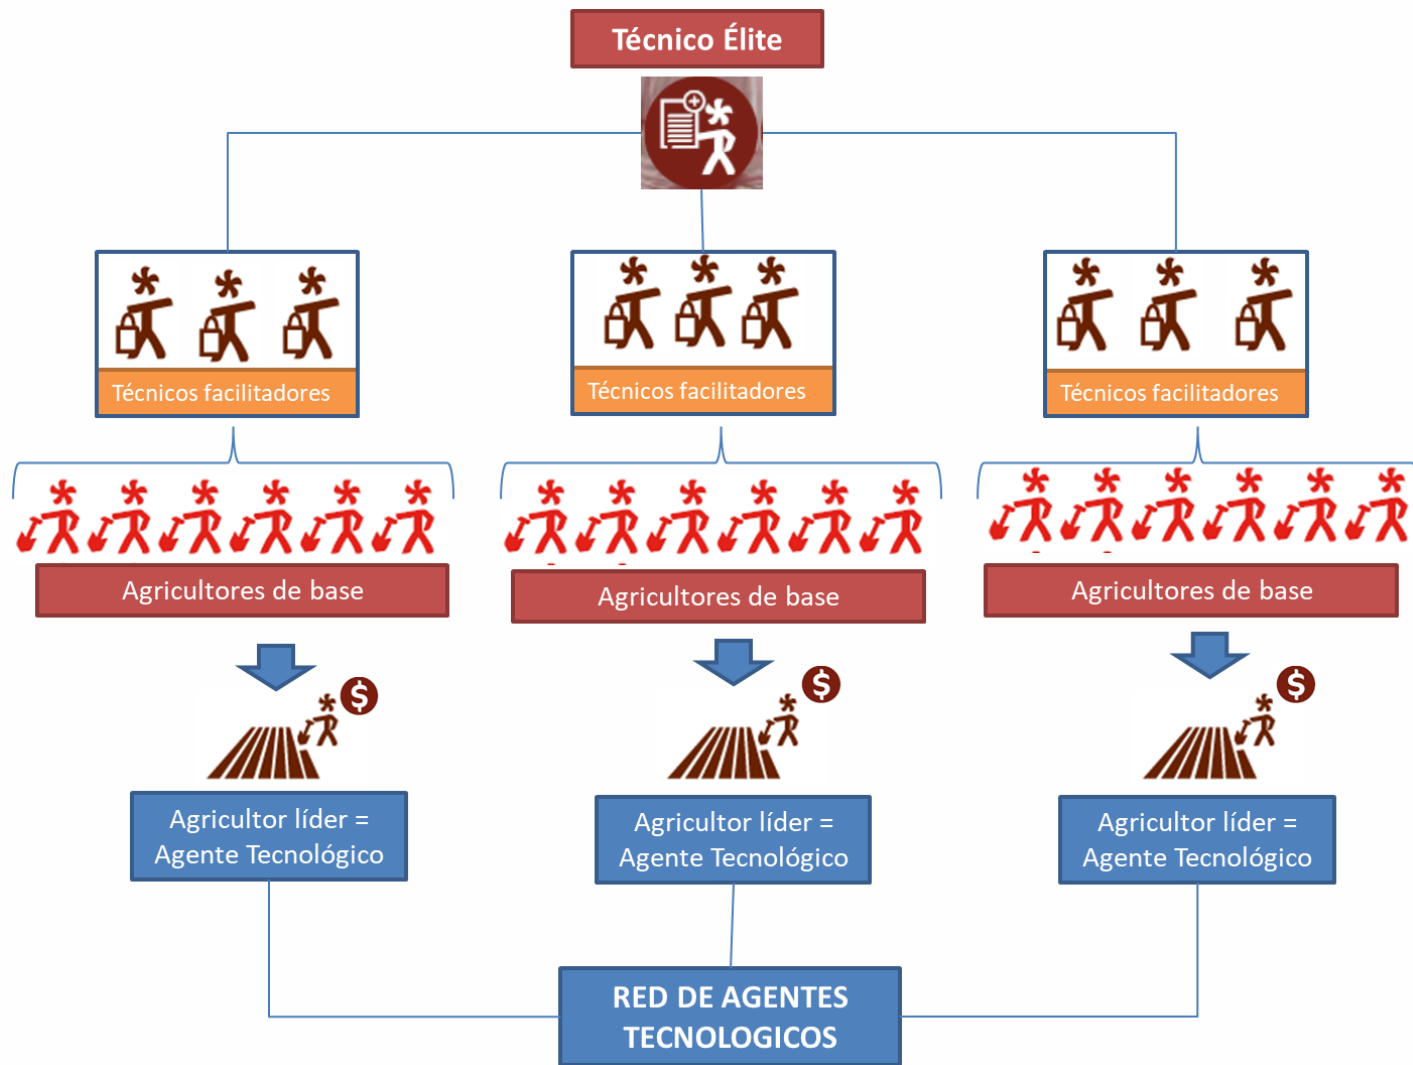 Técnico Élite
Técnicos facilitadores
Técnicos facilitadores
Técnicos facilitadores
Agricultores de base
Agricultores de base
Agricultores de base
$
$
$
Agricultor líder =
Agente Tecnológico
Agricultor líder =
Agente Tecnológico
Agricultor líder =
Agente Tecnológico
RED DE AGENTES
TECNOLOGICOS